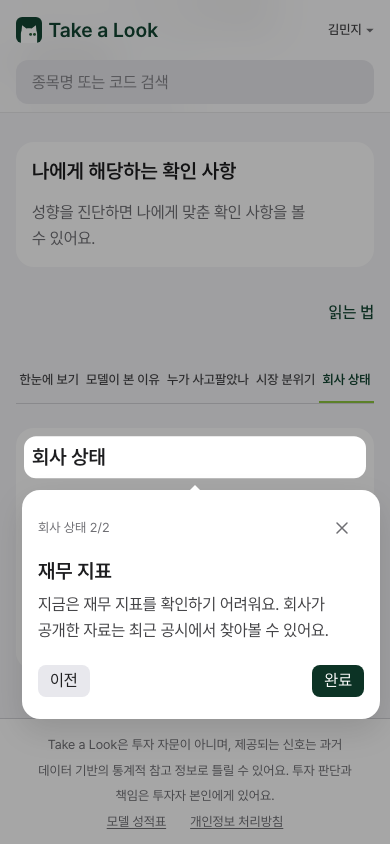 Take a Look
김민지
종목명 또는 코드 검색
나에게 해당하는 확인 사항
성향을 진단하면 나에게 맞춘 확인 사항을 볼
수 있어요.
읽는 법
한눈에 보기 모델이 본 이유 누가 사고팔았나 시장 분위기 회사 상태
회사 상태
회사 상태 2/2
재무 지표
지금은 재무 지표를 확인하기 어려워요. 회사가
공개한 자료는 최근 공시에서 찾아볼 수 있어요.
이전
완료
Take a Look은 투자 자문이 아니며, 제공되는 신호는 과거
데이터 기반의 통계적 참고 정보로 틀릴 수 있어요. 투자 판단과
책임은 투자자 본인에게 있어요.
모델 성적표 개인정보 처리방침